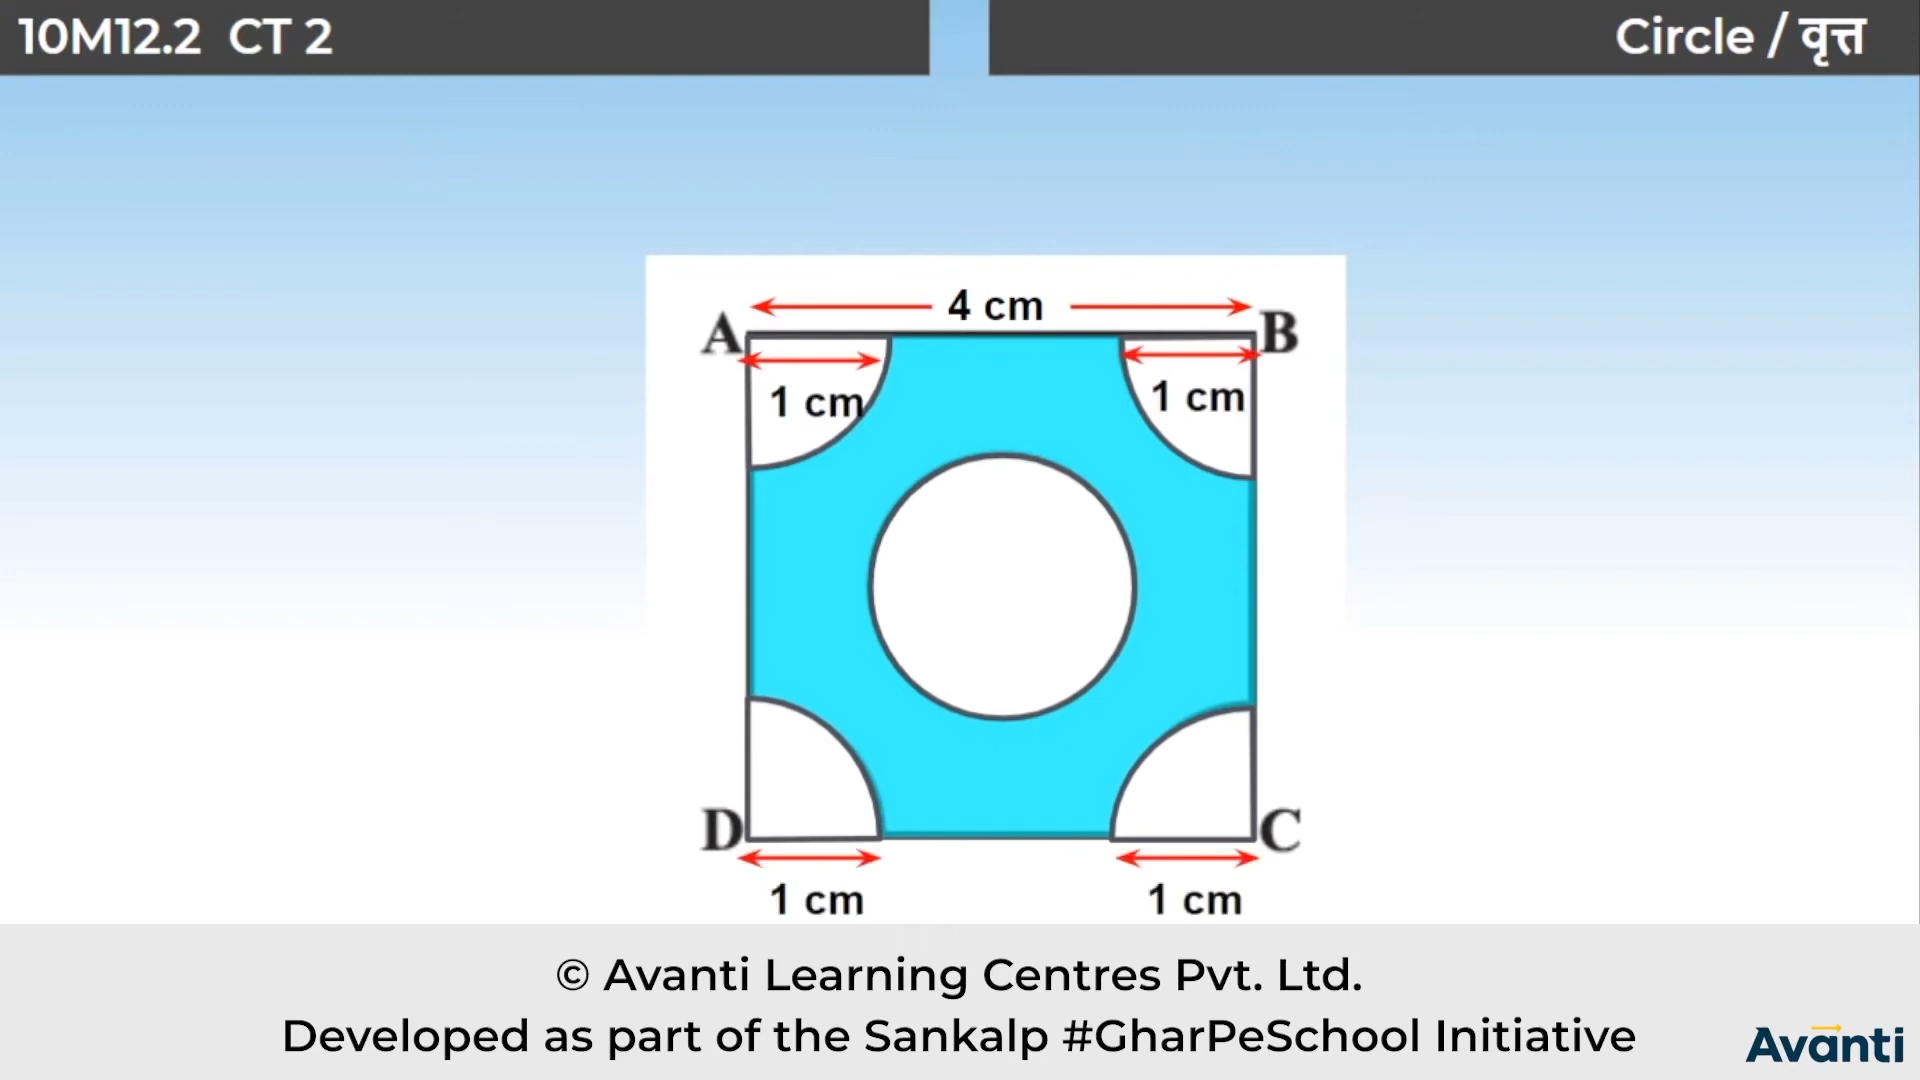 10M12.2 CT 2
Circle / वृत्त
4 cm
A
B
1 cm
1 cm
D
C
1 cm
1 cm
© Avanti Learning Centres Pvt. Ltd.
Developed as part of the Sankalp #GharPeSchool Initiative
Avanti